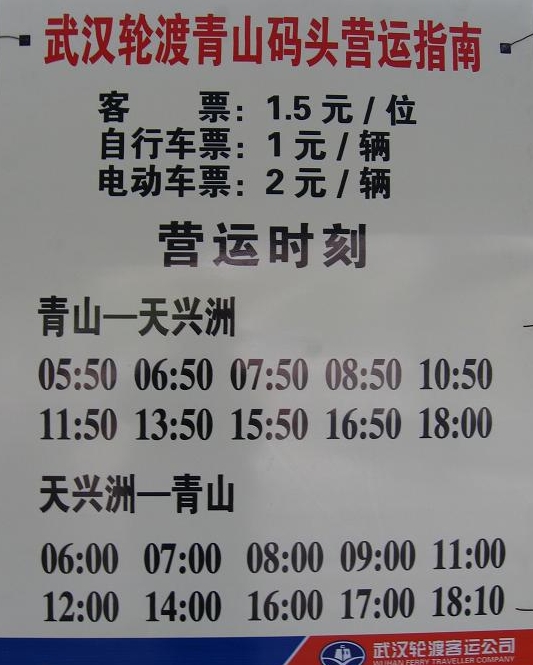 武汉轮渡青山码头营运指南
客 票：1.5 元 / 位
自行车票：1 元 / 辆
电动车票：2 元 / 辆
营运时刻
青山—天兴洲
05:50 06:50 07:50 08:50 10:50
11:50 13:50 15:50 16:50 18:00
天兴洲—青山
06:00 07:00 08:00 09:00 11:00
12:00 14:00 16:00 17:00 18:10
武汉轮渡客运公司
WUHAN FERRY TRAVELLER COMPANY